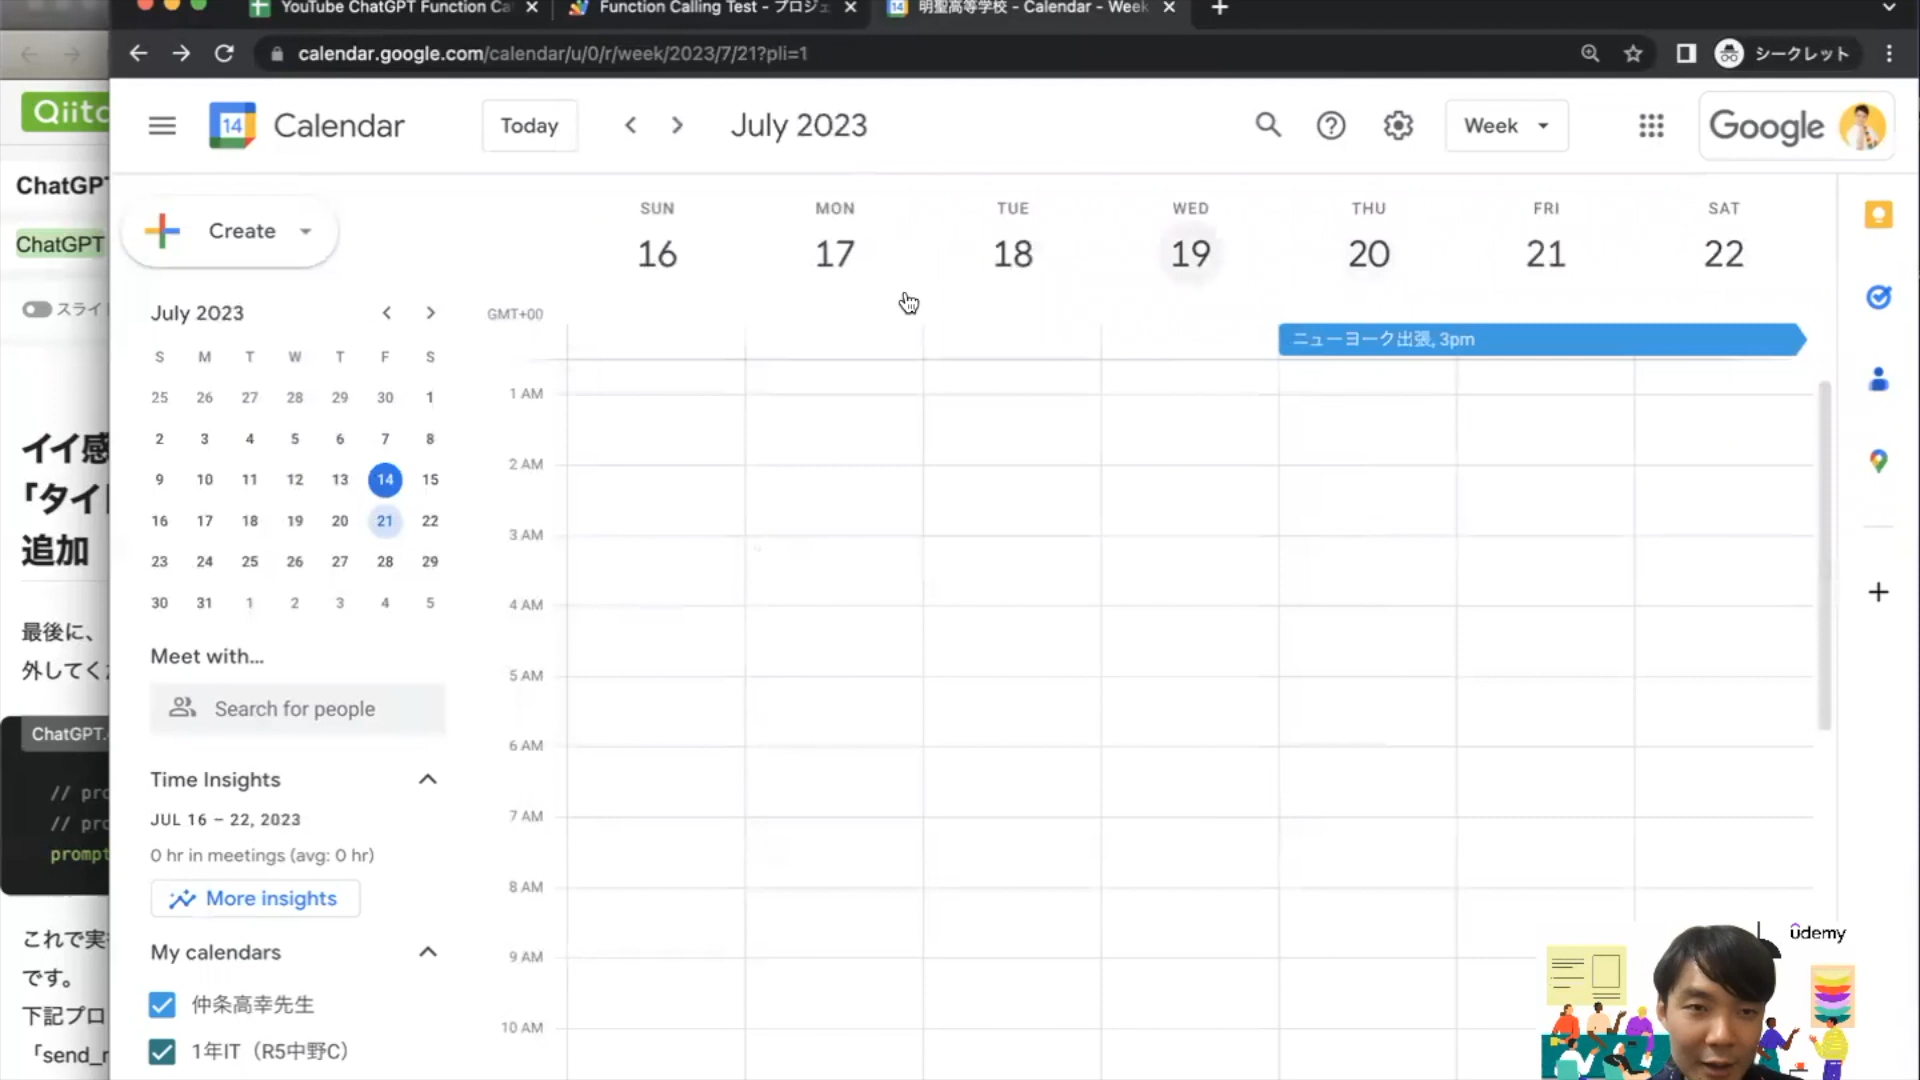 YouTube ChatGPT Function Ca
Function Calling Test - プロジェ
明聖高等学校 - Calendar - Week
calendar.google.com/calendar/u/0/r/week/2023/7/21?pli=1
シークレット
ChatGPT
ChatGPT
スライ
イイ感
「タイ
追加
最後に、
外してく
ChatGPT.
// pro
// pro
prompt
これで実
です。
下記プロ
Calendar
14
Today
July 2023
Week
Google
Create
July 2023
S M T W T F S
25 26 27 28 29 30 1
2 3 4 5 6 7 8
9 10 11 12 13 14 15
16 17 18 19 20 21 22
23 24 25 26 27 28 29
30 31 1 2 3 4 5
Meet with...
Search for people
Time Insights
JUL 16 – 22, 2023
0 hr in meetings (avg: 0 hr)
More insights
My calendars
仲条高幸先生
1年IT（R5中野C）
SUN MON TUE WED THU FRI SAT
16 17 18 19 20 21 22
GMT+00
ニューヨーク出張, 3pm
1 AM
2 AM
3 AM
4 AM
5 AM
6 AM
7 AM
8 AM
9 AM
10 AM
ûdemy